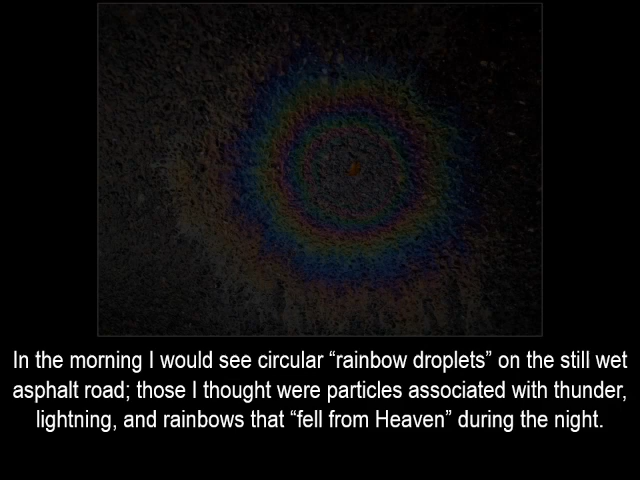 In the morning I would see circular “rainbow droplets” on the still wet
asphalt road; those I thought were particles associated with thunder,
lightning, and rainbows that “fell from Heaven” during the night.